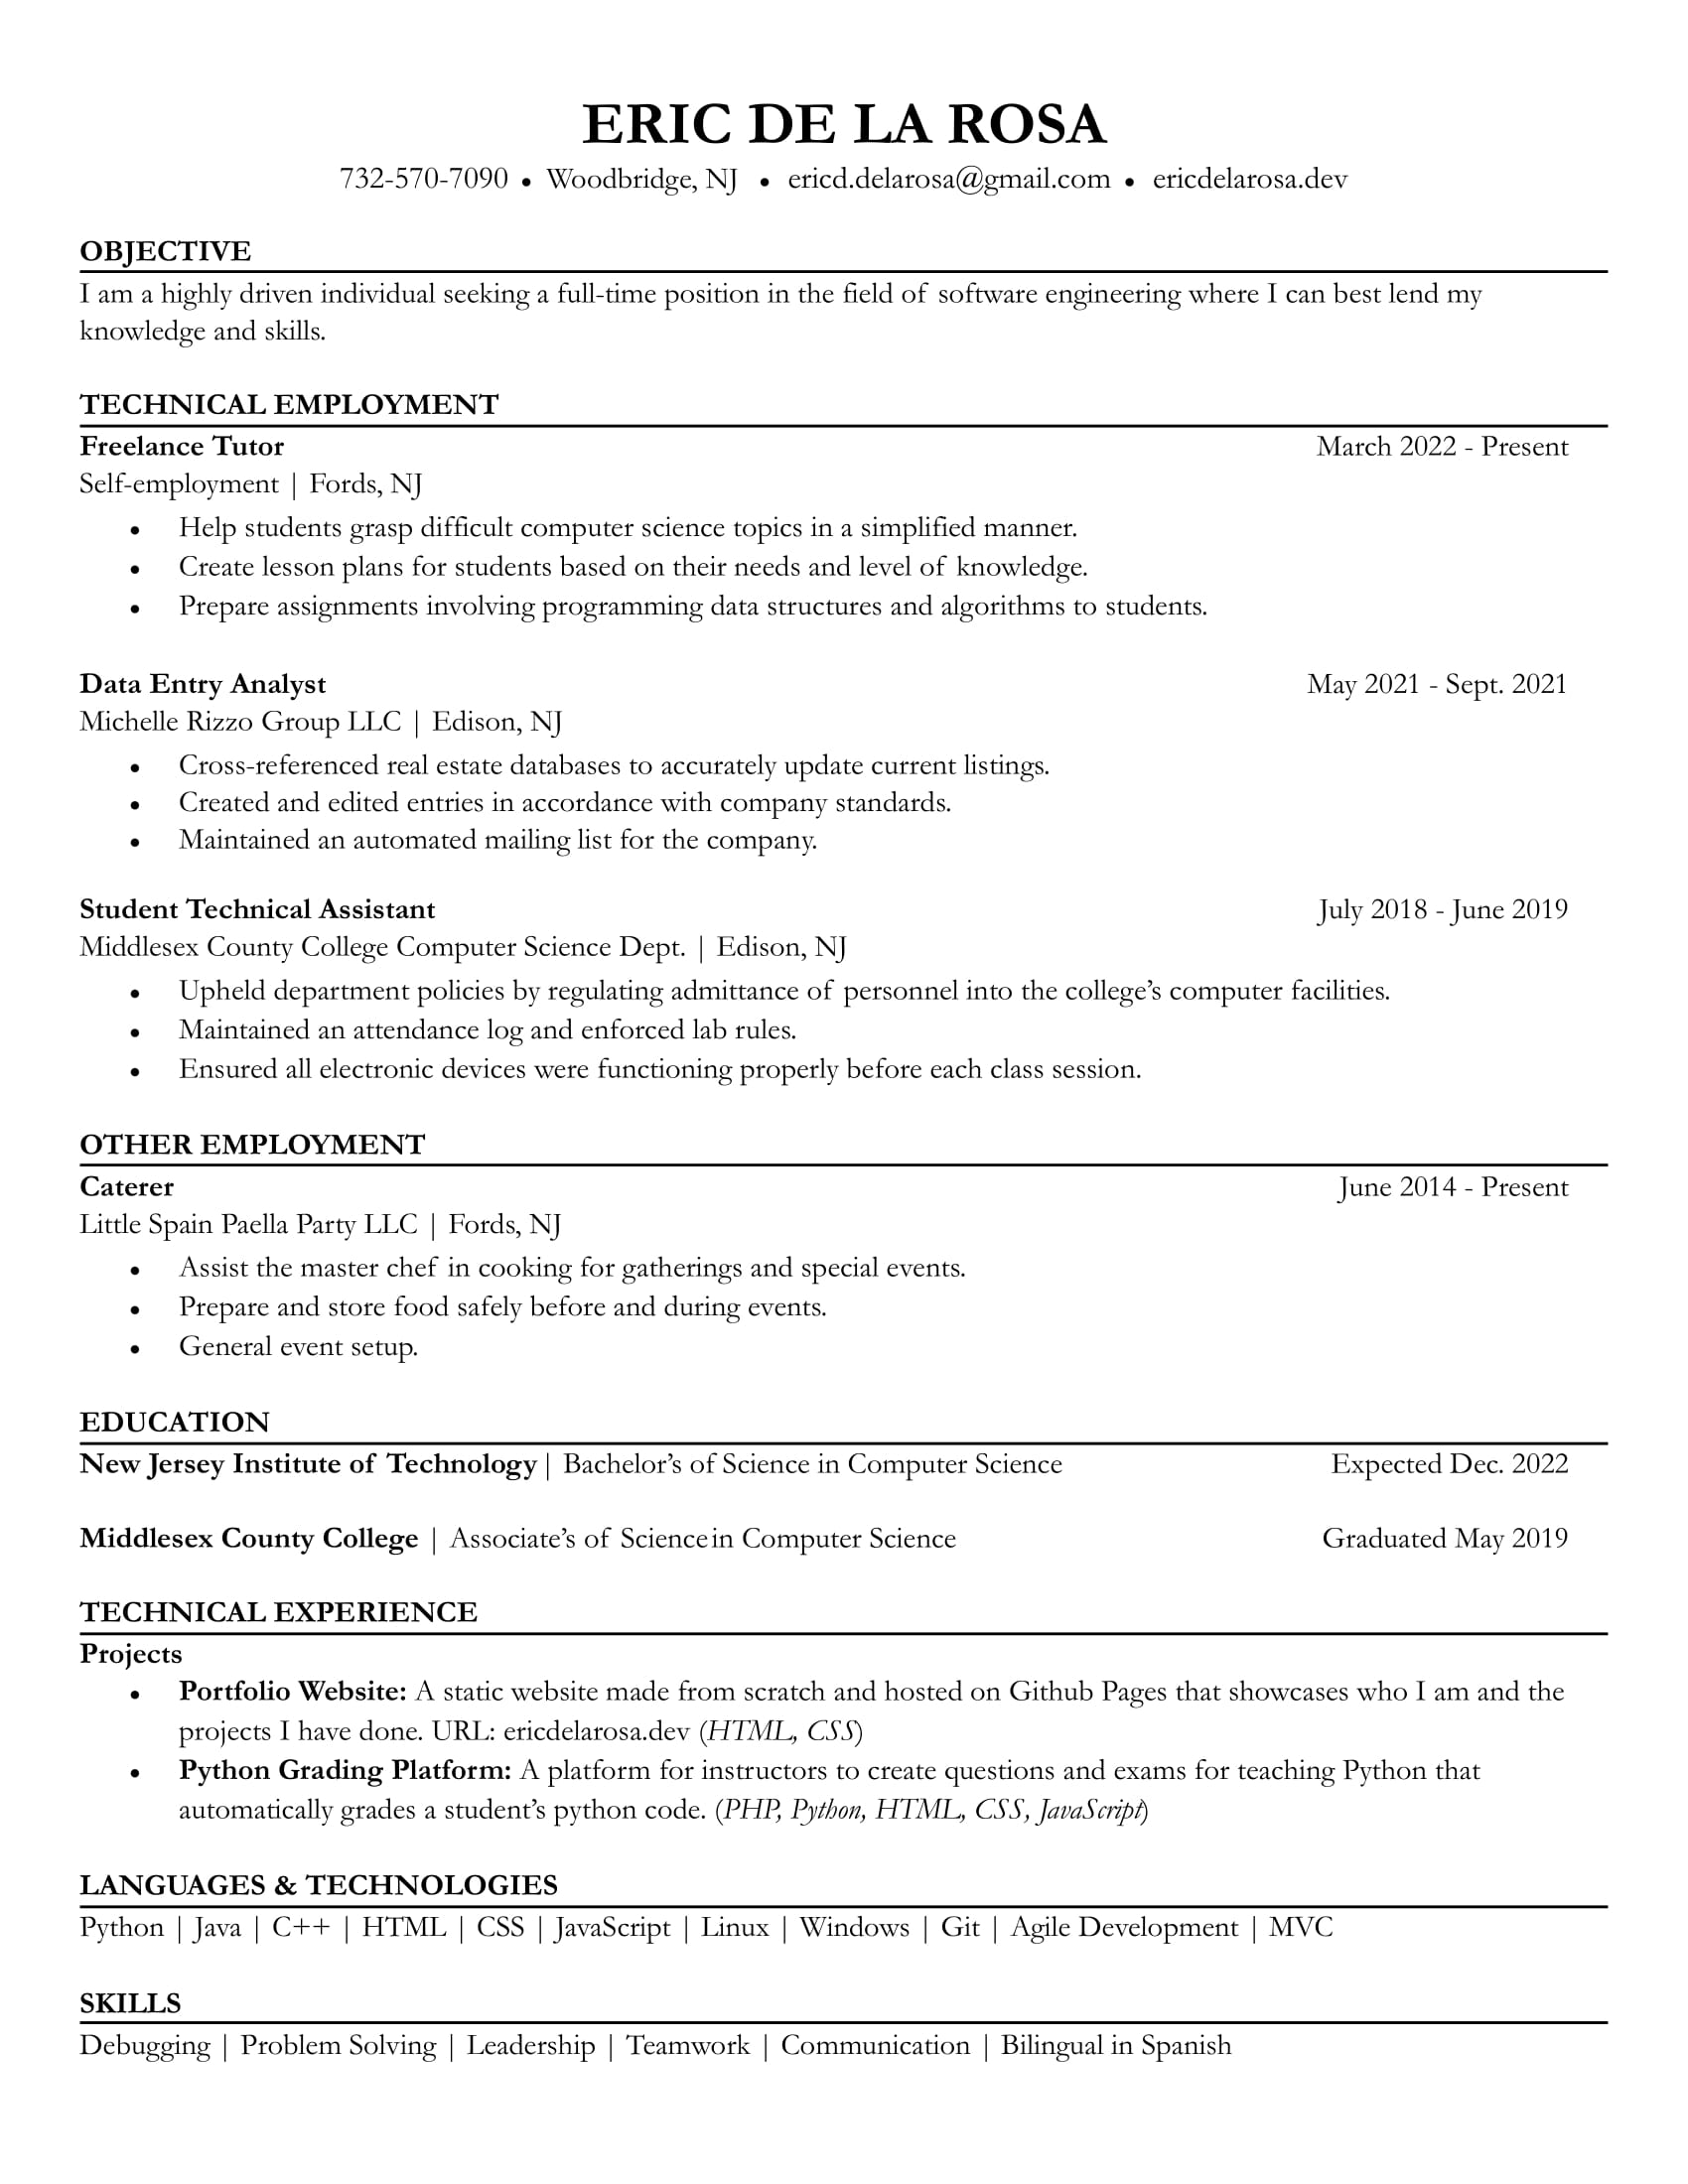 ERIC DE LA ROSA
732-570-7090 • Woodbridge, NJ • ericd.delarosa@gmail.com • ericdelarosa.dev
OBJECTIVE
I am a highly driven individual seeking a full-time position in the field of software engineering where I can best lend my
knowledge and skills.
TECHNICAL EMPLOYMENT
Freelance Tutor March 2022 - Present
Self-employment | Fords, NJ
• Help students grasp difficult computer science topics in a simplified manner.
• Create lesson plans for students based on their needs and level of knowledge.
• Prepare assignments involving programming data structures and algorithms to students.
Data Entry Analyst May 2021 - Sept. 2021
Michelle Rizzo Group LLC | Edison, NJ
• Cross-referenced real estate databases to accurately update current listings.
• Created and edited entries in accordance with company standards.
• Maintained an automated mailing list for the company.
Student Technical Assistant July 2018 - June 2019
Middlesex County College Computer Science Dept. | Edison, NJ
• Upheld department policies by regulating admittance of personnel into the college’s computer facilities.
• Maintained an attendance log and enforced lab rules.
• Ensured all electronic devices were functioning properly before each class session.
OTHER EMPLOYMENT
Caterer June 2014 - Present
Little Spain Paella Party LLC | Fords, NJ
• Assist the master chef in cooking for gatherings and special events.
• Prepare and store food safely before and during events.
• General event setup.
EDUCATION
New Jersey Institute of Technology | Bachelor’s of Science in Computer Science Expected Dec. 2022
Middlesex County College | Associate’s of Science in Computer Science Graduated May 2019
TECHNICAL EXPERIENCE
Projects
• Portfolio Website: A static website made from scratch and hosted on Github Pages that showcases who I am and the
projects I have done. URL: ericdelarosa.dev (HTML, CSS)
• Python Grading Platform: A platform for instructors to create questions and exams for teaching Python that
automatically grades a student’s python code. (PHP, Python, HTML, CSS, JavaScript)
LANGUAGES & TECHNOLOGIES
Python | Java | C++ | HTML | CSS | JavaScript | Linux | Windows | Git | Agile Development | MVC
SKILLS
Debugging | Problem Solving | Leadership | Teamwork | Communication | Bilingual in Spanish